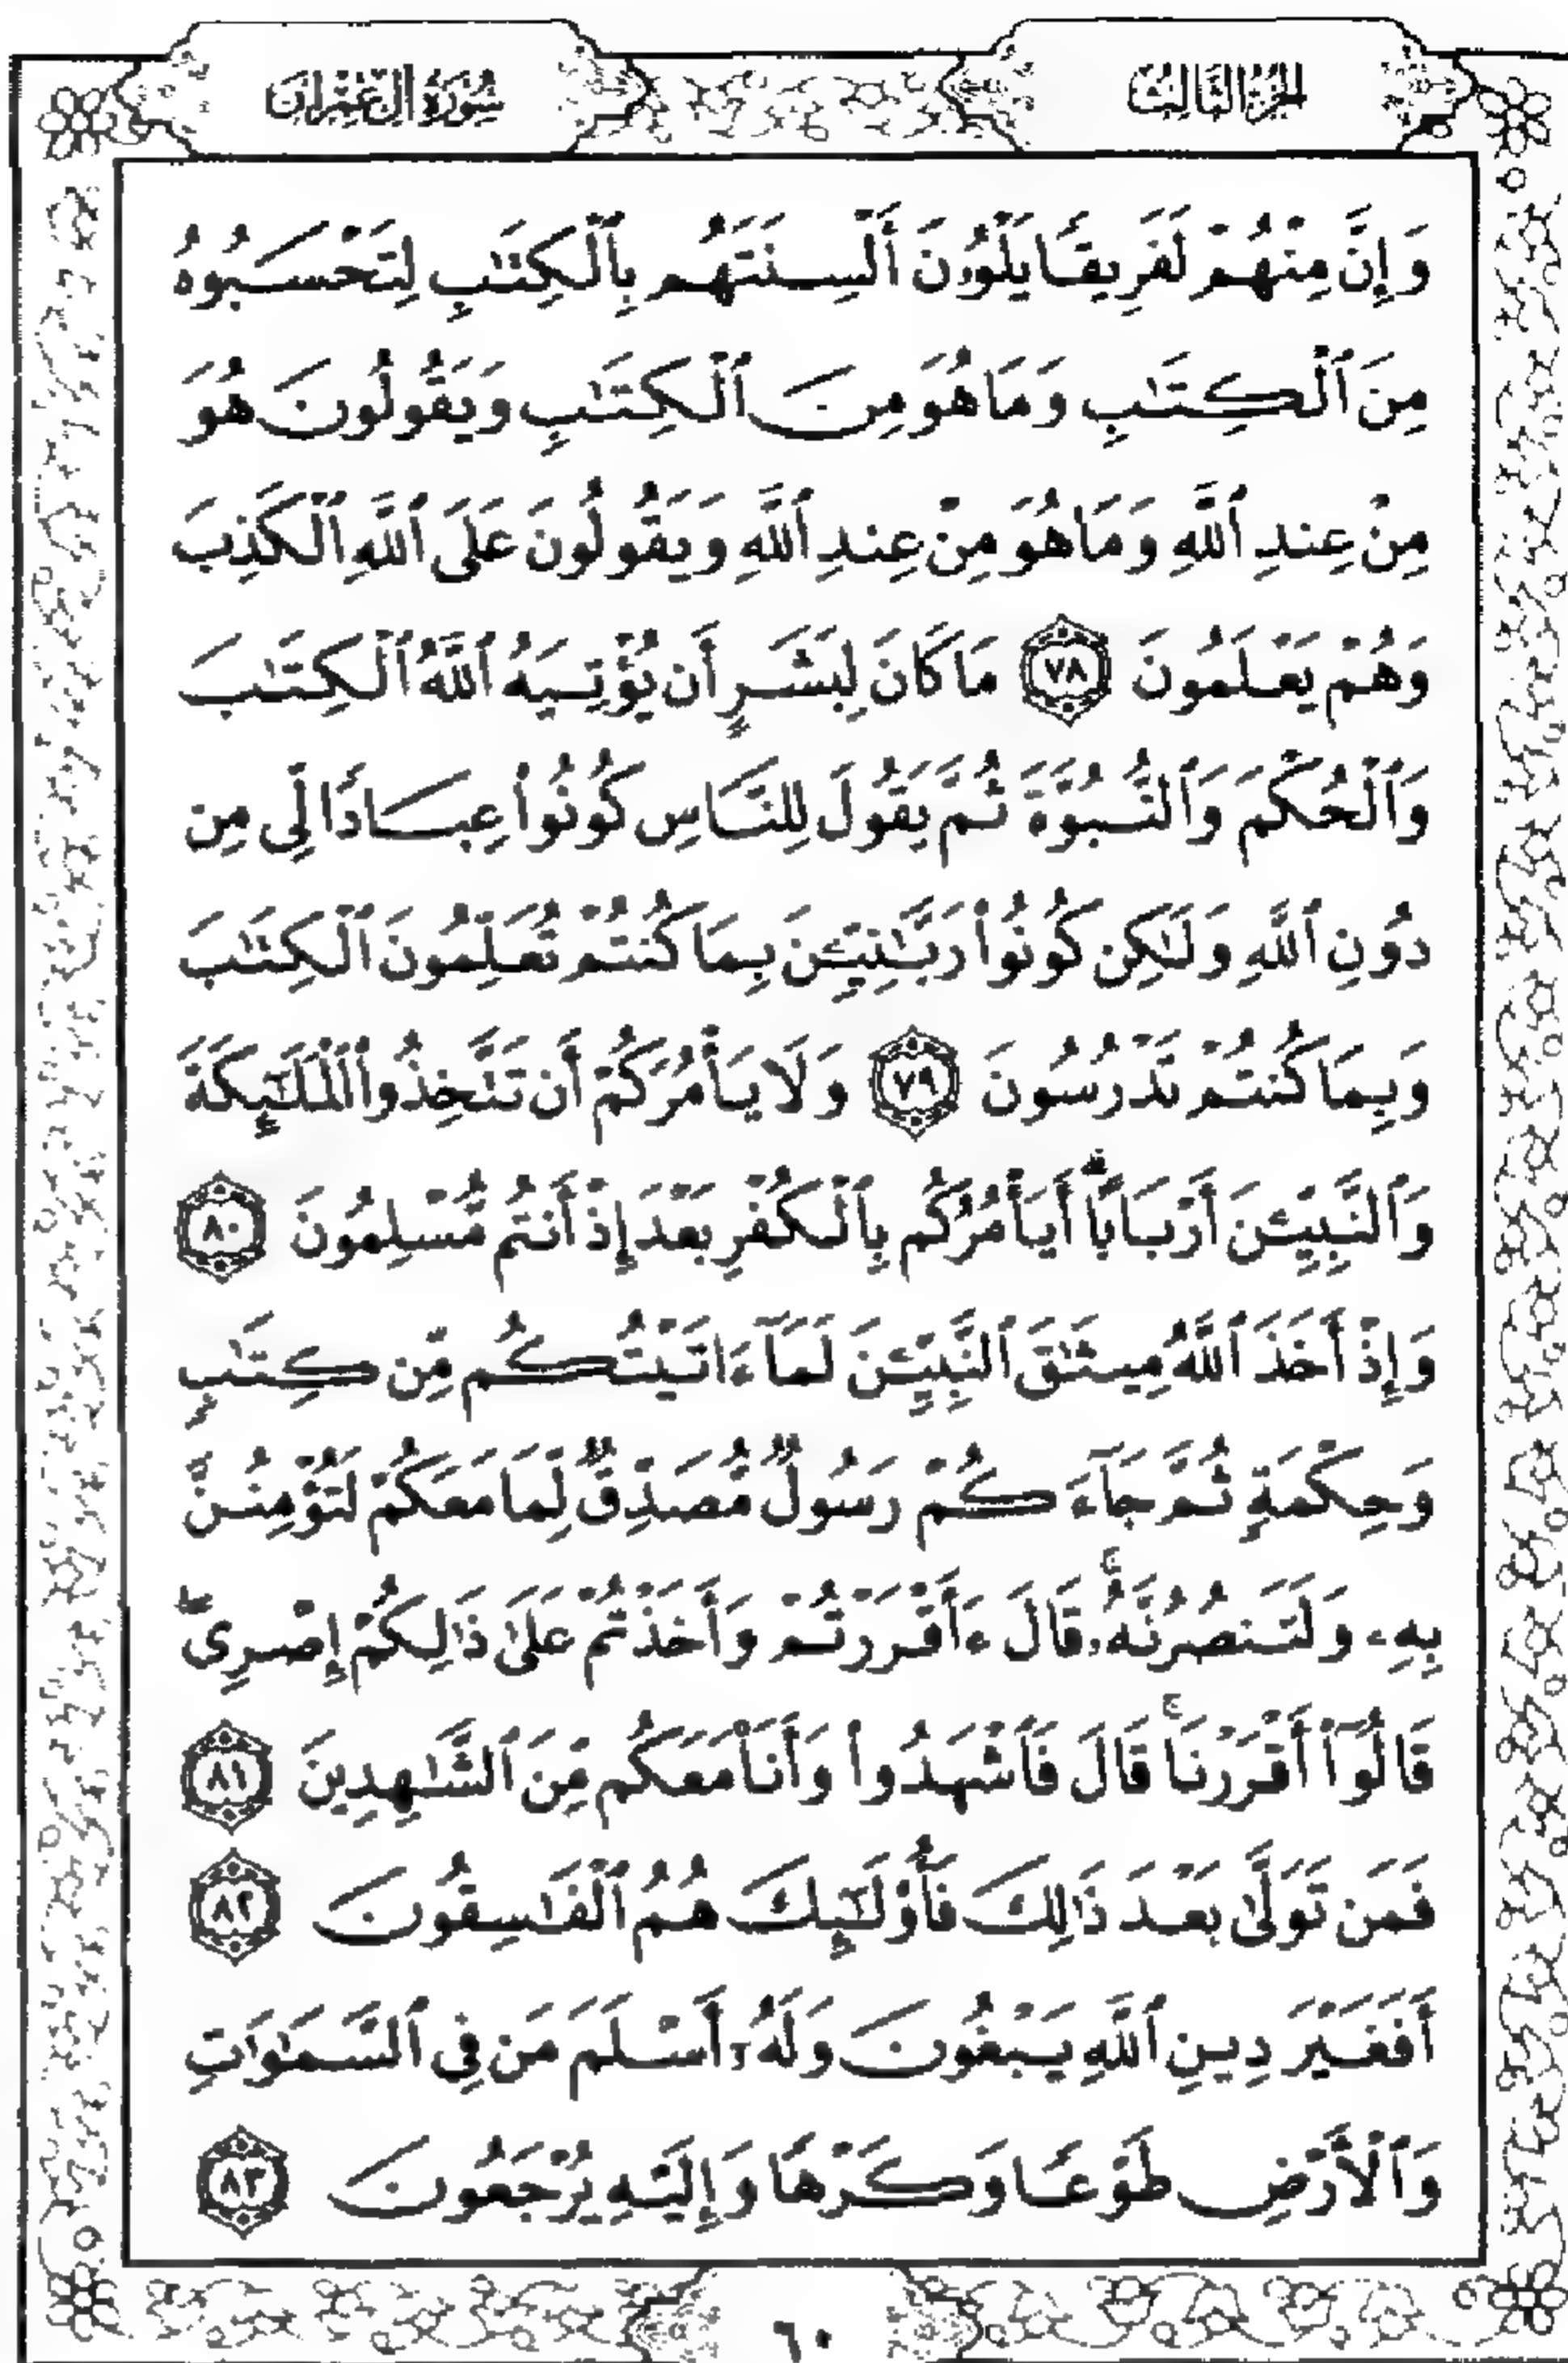 الجزء الثالث
سورة آل عمران
وَإِنَّ مِنْهُمْ لَفَرِيقًا يَلْوُۥنَ أَلْسِنَتَهُم بِٱلْكِتَٰبِ لِتَحْسَبُوهُ
مِنَ ٱلْكِتَٰبِ وَمَا هُوَ مِنَ ٱلْكِتَٰبِ وَيَقُولُونَ هُوَ
مِنْ عِندِ ٱللَّهِ وَمَا هُوَ مِنْ عِندِ ٱللَّهِ وَيَقُولُونَ عَلَى ٱللَّهِ ٱلْكَذِبَ
وَهُمْ يَعْلَمُونَ ٧٨ مَا كَانَ لِبَشَرٍ أَن يُؤْتِيَهُ ٱللَّهُ ٱلْكِتَٰبَ
وَٱلْحُكْمَ وَٱلنُّبُوَّةَ ثُمَّ يَقُولَ لِلنَّاسِ كُونُوا۟ عِبَادًا لِّى مِن
دُونِ ٱللَّهِ وَلَٰكِن كُونُوا۟ رَبَّٰنِيِّۦنَ بِمَا كُنتُمْ تُعَلِّمُونَ ٱلْكِتَٰبَ
وَبِمَا كُنتُمْ تَدْرُسُونَ ٧٩ وَلَا يَأْمُرَكُمْ أَن تَتَّخِذُوا۟ ٱلْمَلَٰٓئِكَةَ
وَٱلنَّبِيِّۦنَ أَرْبَابًا ۗ أَيَأْمُرُكُم بِٱلْكُفْرِ بَعْدَ إِذْ أَنتُم مُّسْلِمُونَ ٨٠
وَإِذْ أَخَذَ ٱللَّهُ مِيثَٰقَ ٱلنَّبِيِّۦنَ لَمَآ ءَاتَيْتُكُم مِّن كِتَٰبٍ
وَحِكْمَةٍ ثُمَّ جَآءَكُمْ رَسُولٌ مُّصَدِّقٌ لِّمَا مَعَكُمْ لَتُؤْمِنُنَّ
بِهِۦ وَلَتَنصُرُنَّهُۥ ۚ قَالَ ءَأَقْرَرْتُمْ وَأَخَذْتُمْ عَلَىٰ ذَٰلِكُمْ إِصْرِى ۖ
قَالُوٓا۟ أَقْرَرْنَا ۚ قَالَ فَٱشْهَدُوا۟ وَأَنَا۠ مَعَكُم مِّنَ ٱلشَّٰهِدِينَ ٨١
فَمَن تَوَلَّىٰ بَعْدَ ذَٰلِكَ فَأُو۟لَٰٓئِكَ هُمُ ٱلْفَٰسِقُونَ ٨٢
أَفَغَيْرَ دِينِ ٱللَّهِ يَبْغُونَ وَلَهُۥٓ أَسْلَمَ مَن فِى ٱلسَّمَٰوَٰتِ
وَٱلْأَرْضِ طَوْعًا وَكَرْهًا وَإِلَيْهِ يُرْجَعُونَ ٨٣
٦٠